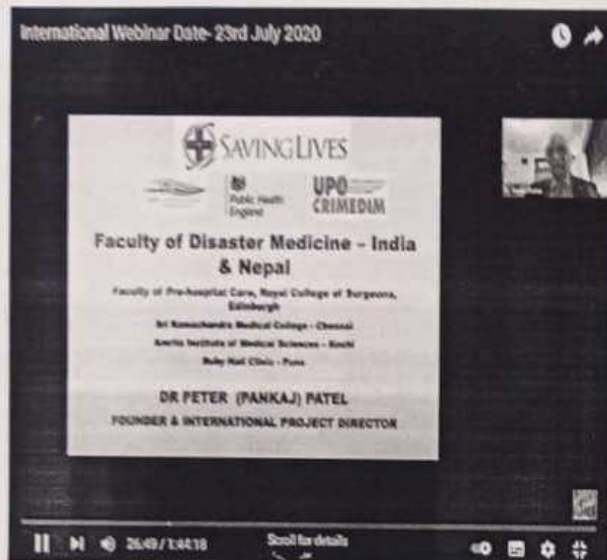 International Webinar Date- 23rd July 2020
SAVING LIVES
Public Health
England
UPO
CRIMEDIM
Faculty of Disaster Medicine – India
& Nepal
Faculty of Pre-hospital Care, Royal College of Surgeons,
Edinburgh
Sri Ramachandra Medical College - Chennai
Amrita Institute of Medical Sciences - Kochi
Ruby Hall Clinic - Pune
DR PETER (PANKAJ) PATEL
FOUNDER & INTERNATIONAL PROJECT DIRECTOR
26:49 / 1:44:18
Scroll for details